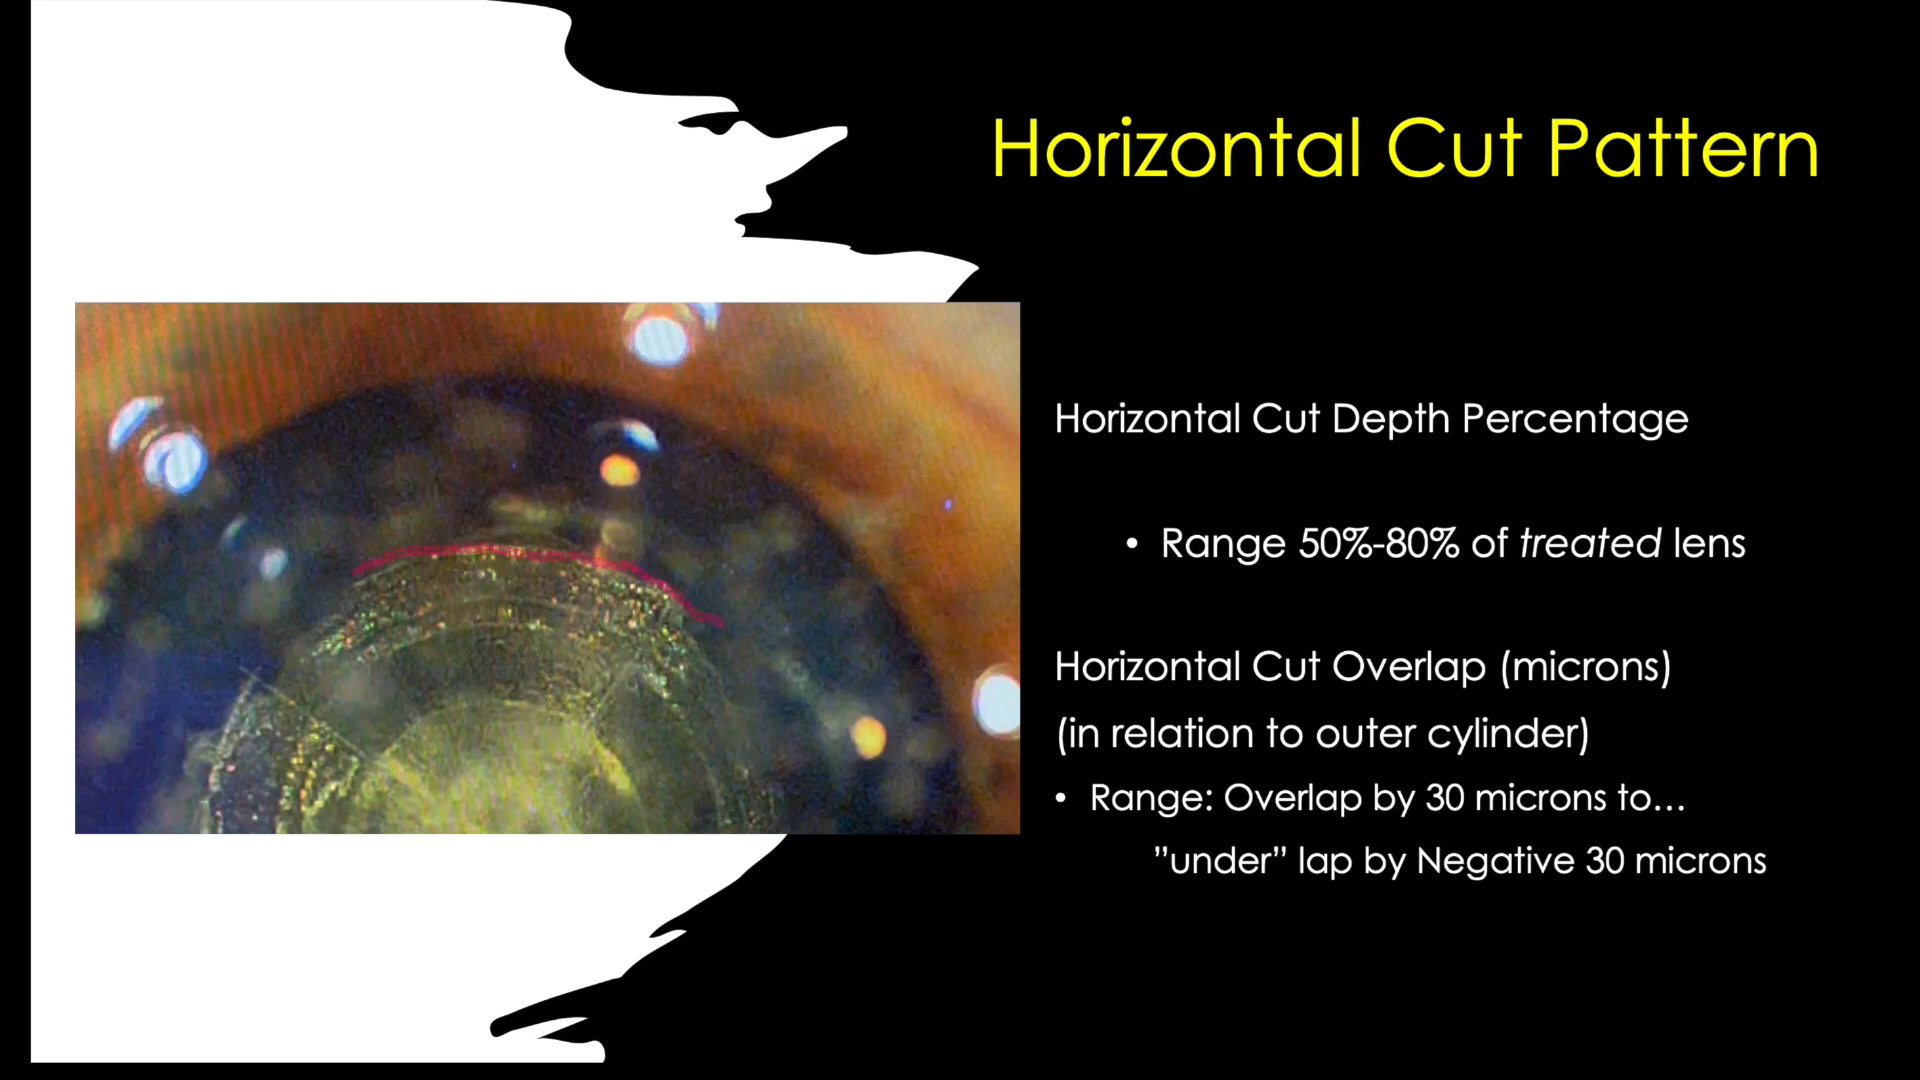 Horizontal Cut Pattern
Horizontal Cut Depth Percentage
• Range 50%-80% of treated lens
Horizontal Cut Overlap (microns)
(in relation to outer cylinder)
• Range: Overlap by 30 microns to...
”under” lap by Negative 30 microns